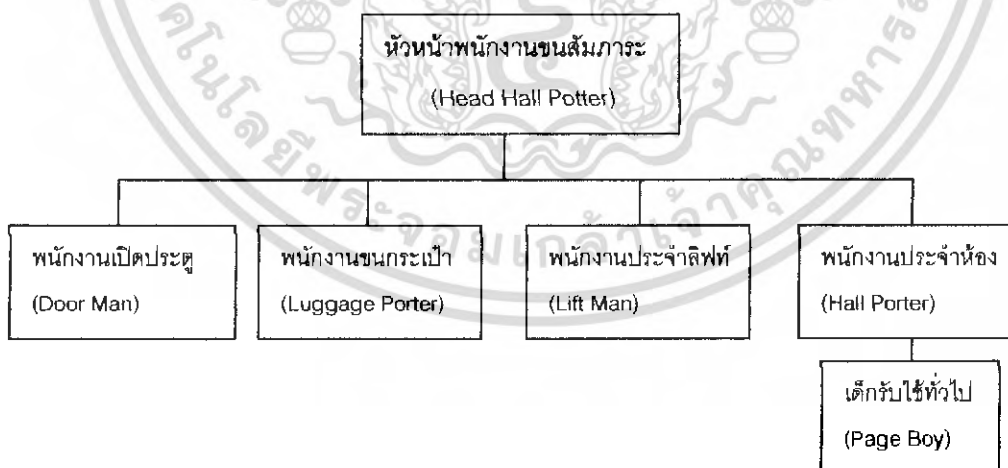 หัวหน้าพนักงานขนสัมภาระ
(Head Hall Potter)
พนักงานเปิดประตู
(Door Man)
พนักงานขนกระเป๋า
(Luggage Porter)
พนักงานประจำลิฟท์
(Lift Man)
พนักงานประจำห้อง
(Hall Porter)
เด็กรับใช้ทั่วไป
(Page Boy)